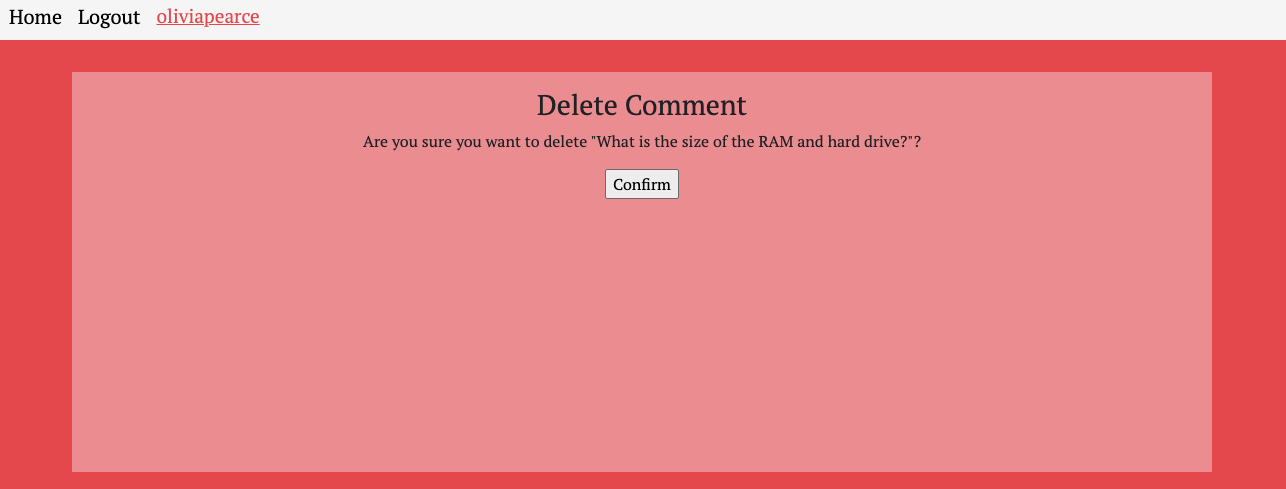 Home Logout oliviapearce
Delete Comment
Are you sure you want to delete "What is the size of the RAM and hard drive?"?
Confirm